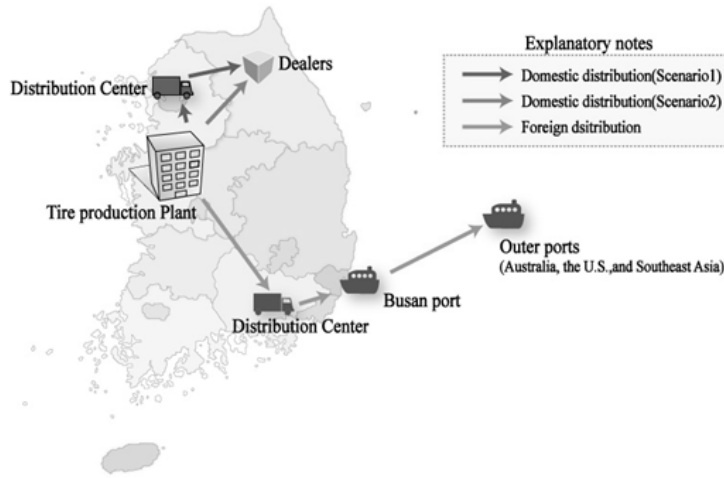 Explanatory notes
Domestic distribution(Scenario1)
Domestic distribution(Scenario2)
Foreign dsitribution
Dealers
Distribution Center
Tire production Plant
Outer ports
(Australia, the U.S.,and Southeast Asia)
Busan port
Distribution Center